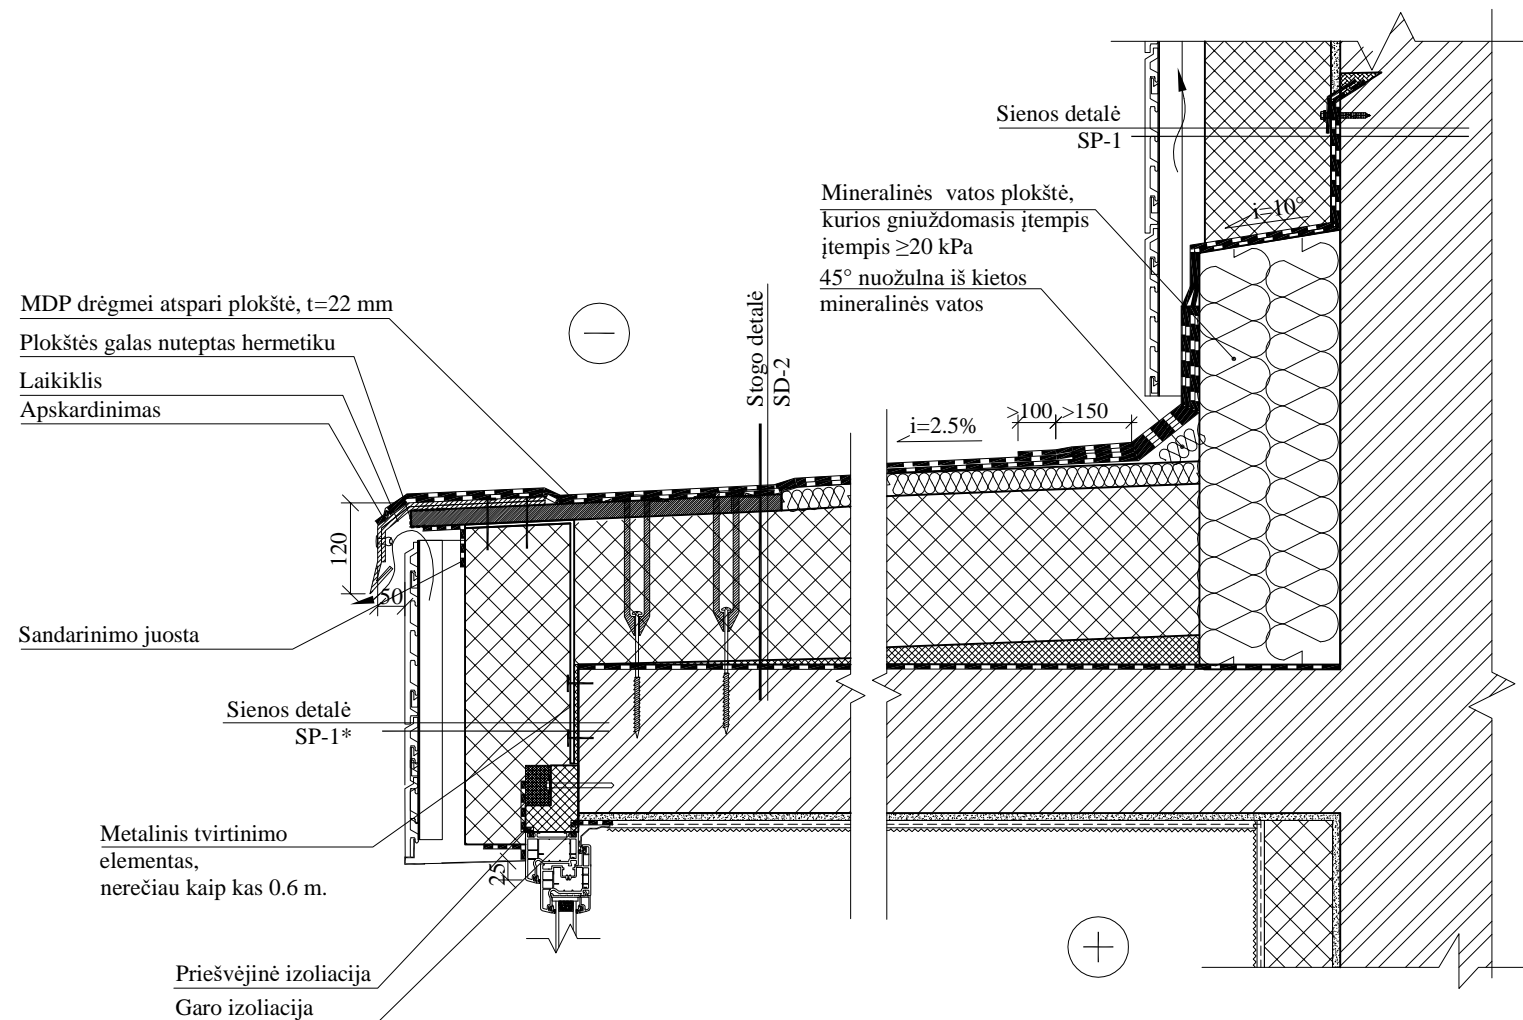 Sienos detalė
SP-1
Mineralinės vatos plokštė,
kurios gniuždomasis įtempis
įtempis ≥20 kPa
i=10°
45° nuožulna iš kietos
mineralinės vatos
MDP drėgmei atspari plokštė, t=22 mm
Plokštės galas nuteptas hermetiku
Laikiklis
Apskardinimas
Stogo detalė
SD-2
>100
>150
i=2.5%
120
50
Sandarinimo juosta
Sienos detalė
SP-1*
Metalinis tvirtinimo
elementas,
nerečiau kaip kas 0.6 m.
25
Priešvėjinė izoliacija
Garo izoliacija